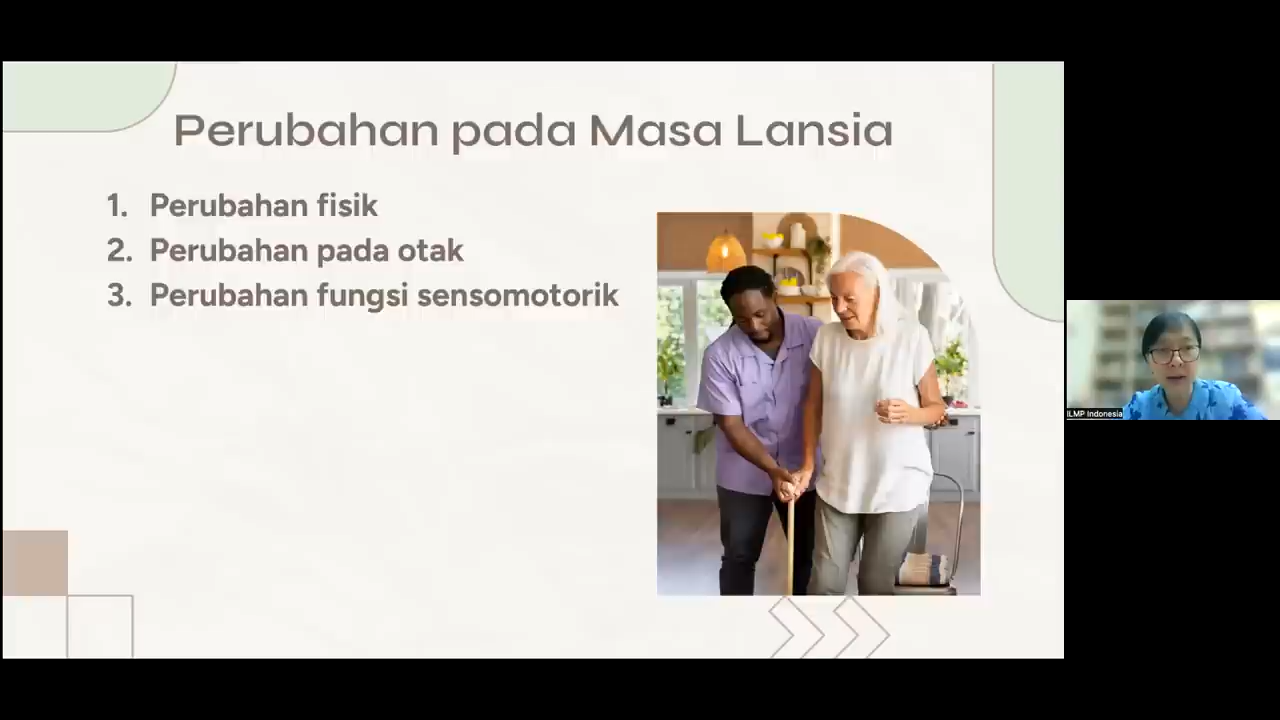 Perubahan pada Masa Lansia
1. Perubahan fisik
2. Perubahan pada otak
3. Perubahan fungsi sensomotorik
ILMP Indonesia